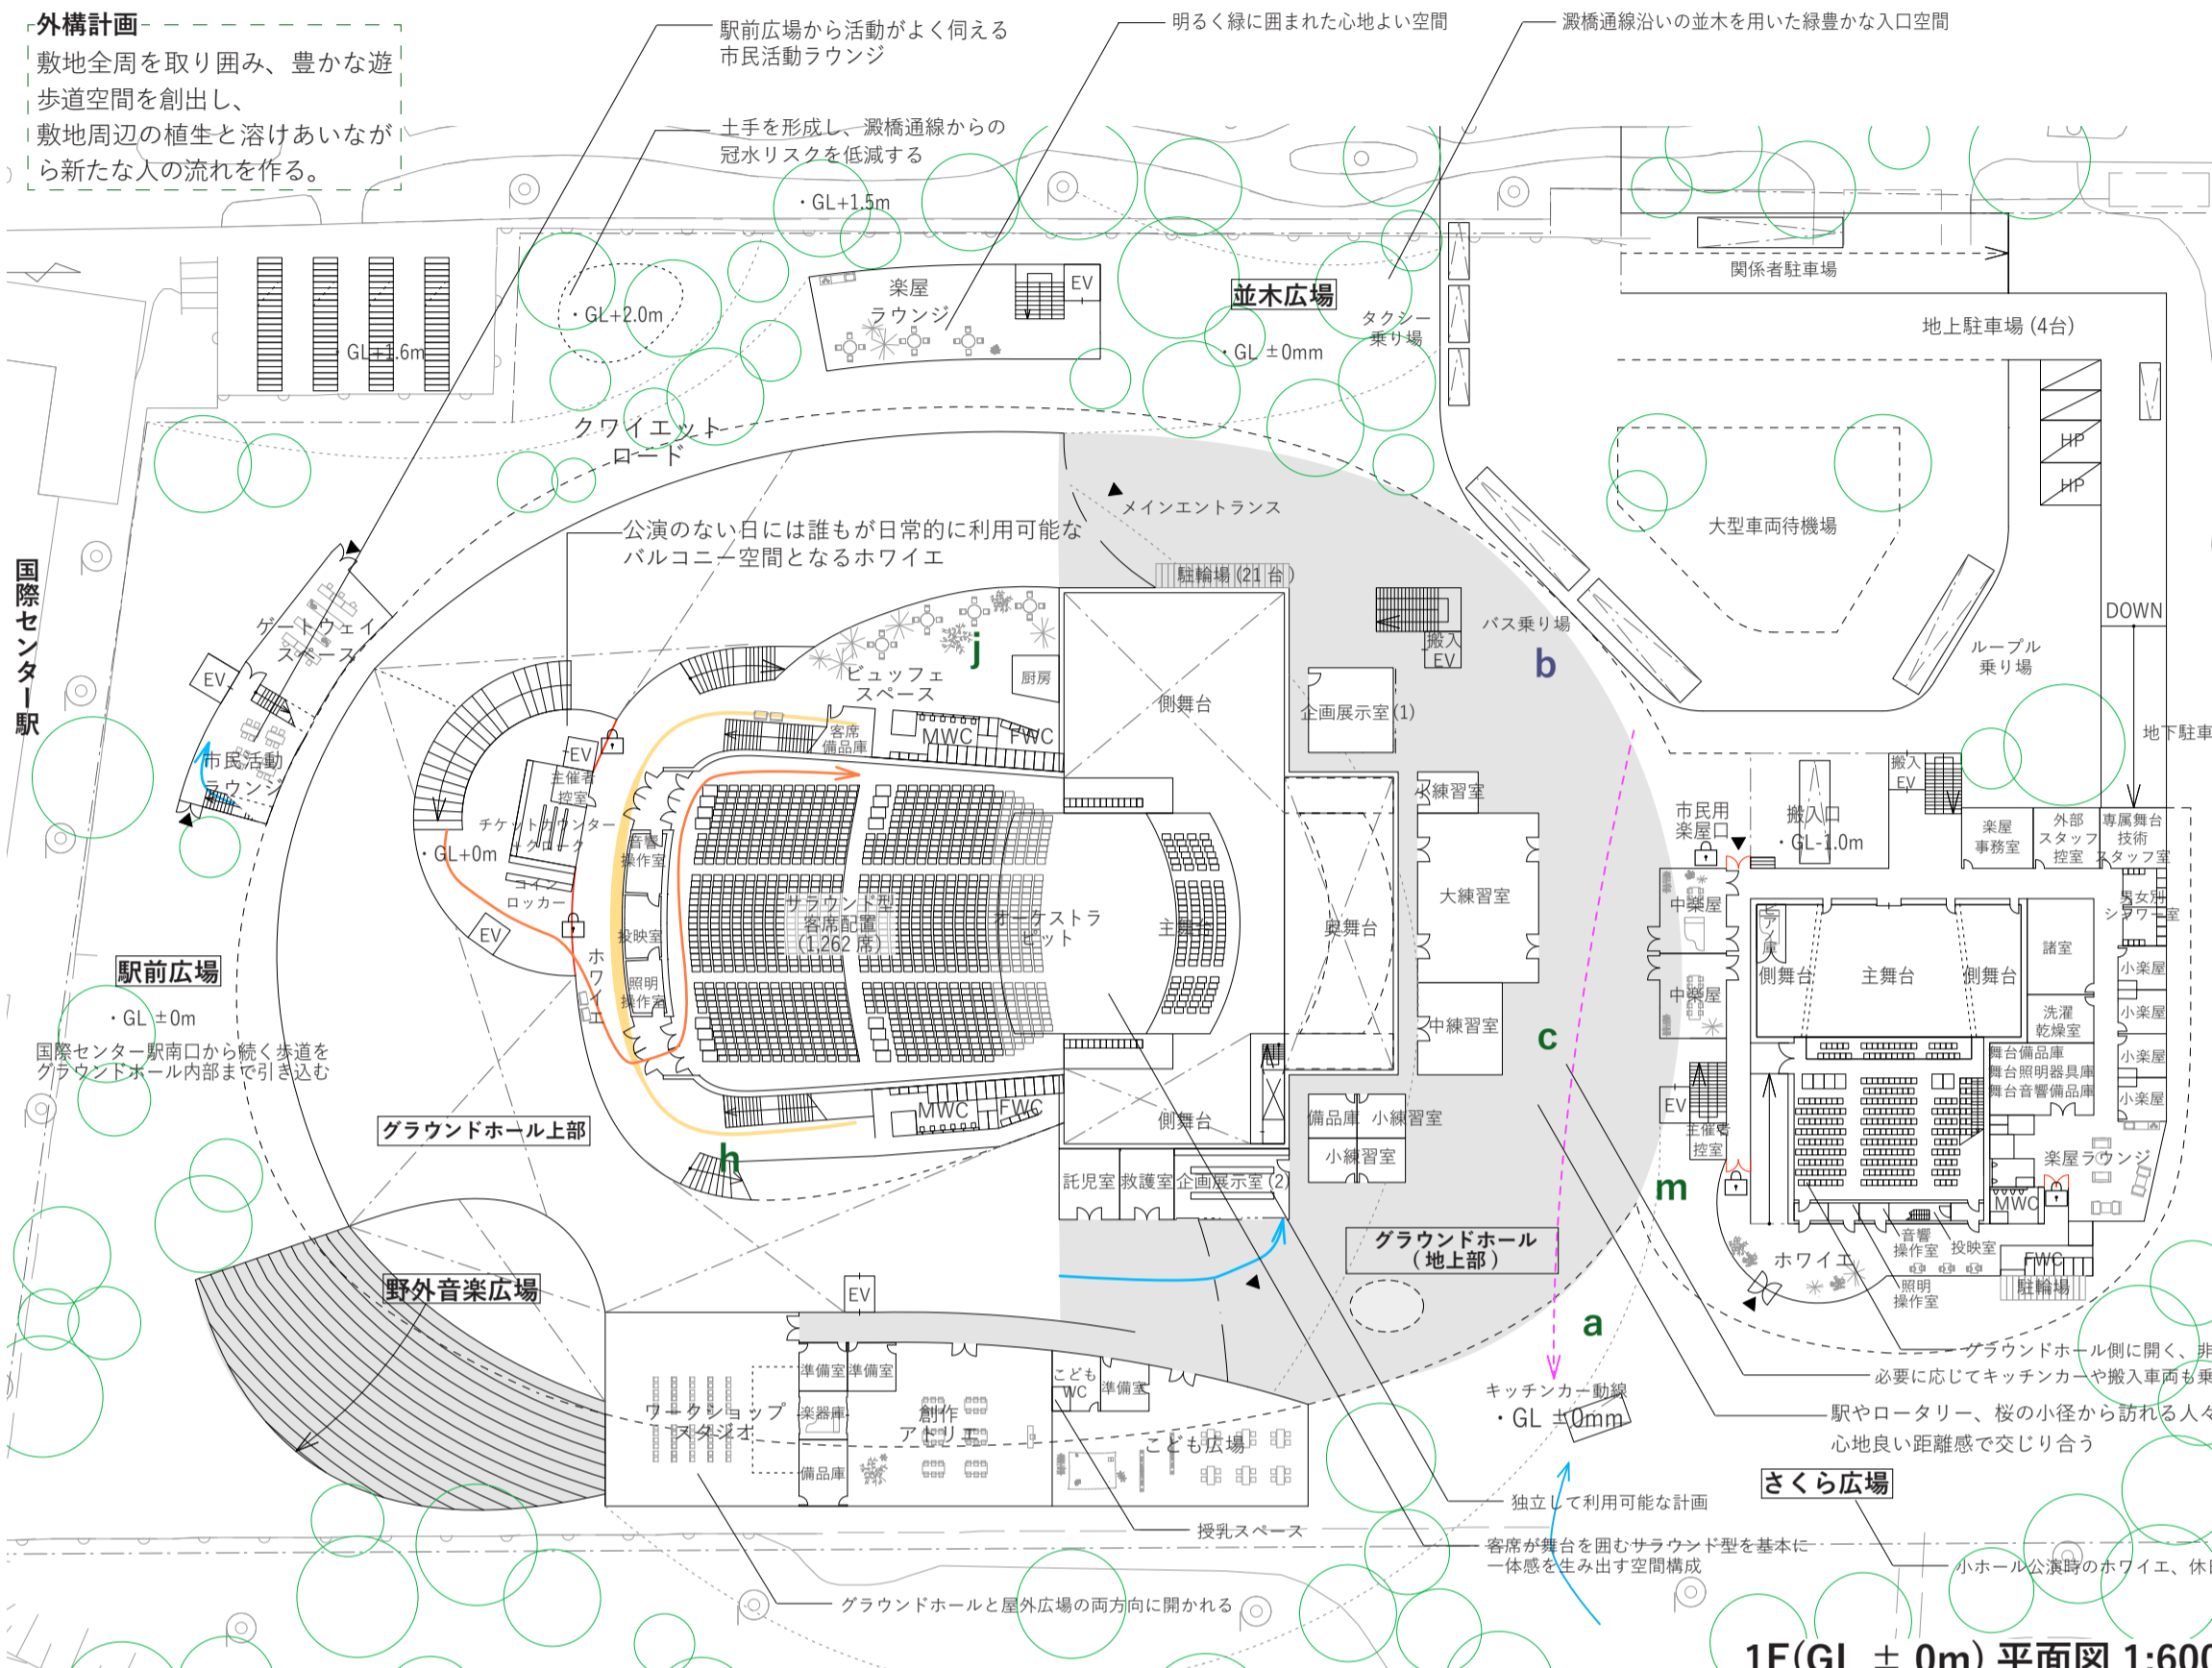 外構計画
敷地全周を取り囲み、豊かな遊
歩道空間を創出し、
敷地周辺の植生と溶けあいなが
ら新たな人の流れを作る。
駅前広場から活動がよく伺える
市民活動ラウンジ
明るく緑に囲まれた心地よい空間
澱橋通線沿いの並木を用いた緑豊かな入口空間
土手を形成し、澱橋通線からの
冠水リスクを低減する
・GL+1.5m
・GL+2.0m
・GL+1.6m
楽屋
ラウンジ
EV
並木広場
・GL ±0mm
タクシー
乗り場
関係者駐車場
地上駐車場 (4台)
HP
HP
大型車両待機場
DOWN
ルーブル
乗り場
地下駐車
クワイエット
ロード
メインエントランス
公演のない日には誰もが日常的に利用可能な
バルコニー空間となるホワイエ
駐輪場 (21 台)
国際センター駅
ゲートウェイ
スペース
EV
市民活動
ラウンジ
j
ビュッフェ
スペース
厨房
側舞台
搬入
EV
バス乗り場
b
企画展示室(1)
EV
主催者
控室
客席
備品庫
MWC
FWC
チケットカウンター
+クローク
・GL+0m
コイン
ロッカー
EV
音響
操作室
投映室
照明
操作室
ホワイエ
サラウンド型
客席配置
(1,262 席)
オーケストラ
ピット
主舞台
奥舞台
小練習室
大練習室
中練習室
c
市民用
楽屋口
搬入口
・GL-1.0m
搬入
EV
楽屋
事務室
外部
スタッフ
控室
専属舞台
技術
スタッフ室
中楽屋
中楽屋
ピアノ庫
側舞台
主舞台
側舞台
男女別
シャワー室
諸室
小楽屋
洗濯
乾燥室
小楽屋
小楽屋
小楽屋
舞台備品庫
舞台照明器具庫
舞台音響備品庫
EV
主催者
控室
m
楽屋ラウンジ
MWC
FWC
駐輪場
音響
操作室
投映室
照明
操作室
ホワイエ
駅前広場
・GL ±0m
国際センター駅南口から続く歩道を
グラウンドホール内部まで引き込む
グラウンドホール上部
MWC
FWC
h
側舞台
備品庫
小練習室
小練習室
託児室
救護室
企画展示室 (2)
グラウンドホール
(地上部)
野外音楽広場
EV
a
キッチンカー動線
・GL ±0mm
準備室
準備室
楽器庫
備品庫
ワークショップ
スタジオ
創作
アトリエ
こども
WC
準備室
こども広場
グラウンドホール側に開く、非
必要に応じてキッチンカーや搬入車両も乗
駅やロータリー、桜の小径から訪れる人々
心地良い距離感で交じり合う
さくら広場
独立して利用可能な計画
授乳スペース
客席が舞台を囲むサラウンド型を基本に
一体感を生み出す空間構成
小ホール公演時のホワイエ、休
グラウンドホールと屋外広場の両方向に開かれる
1F(GL ± 0m) 平面図 1:600